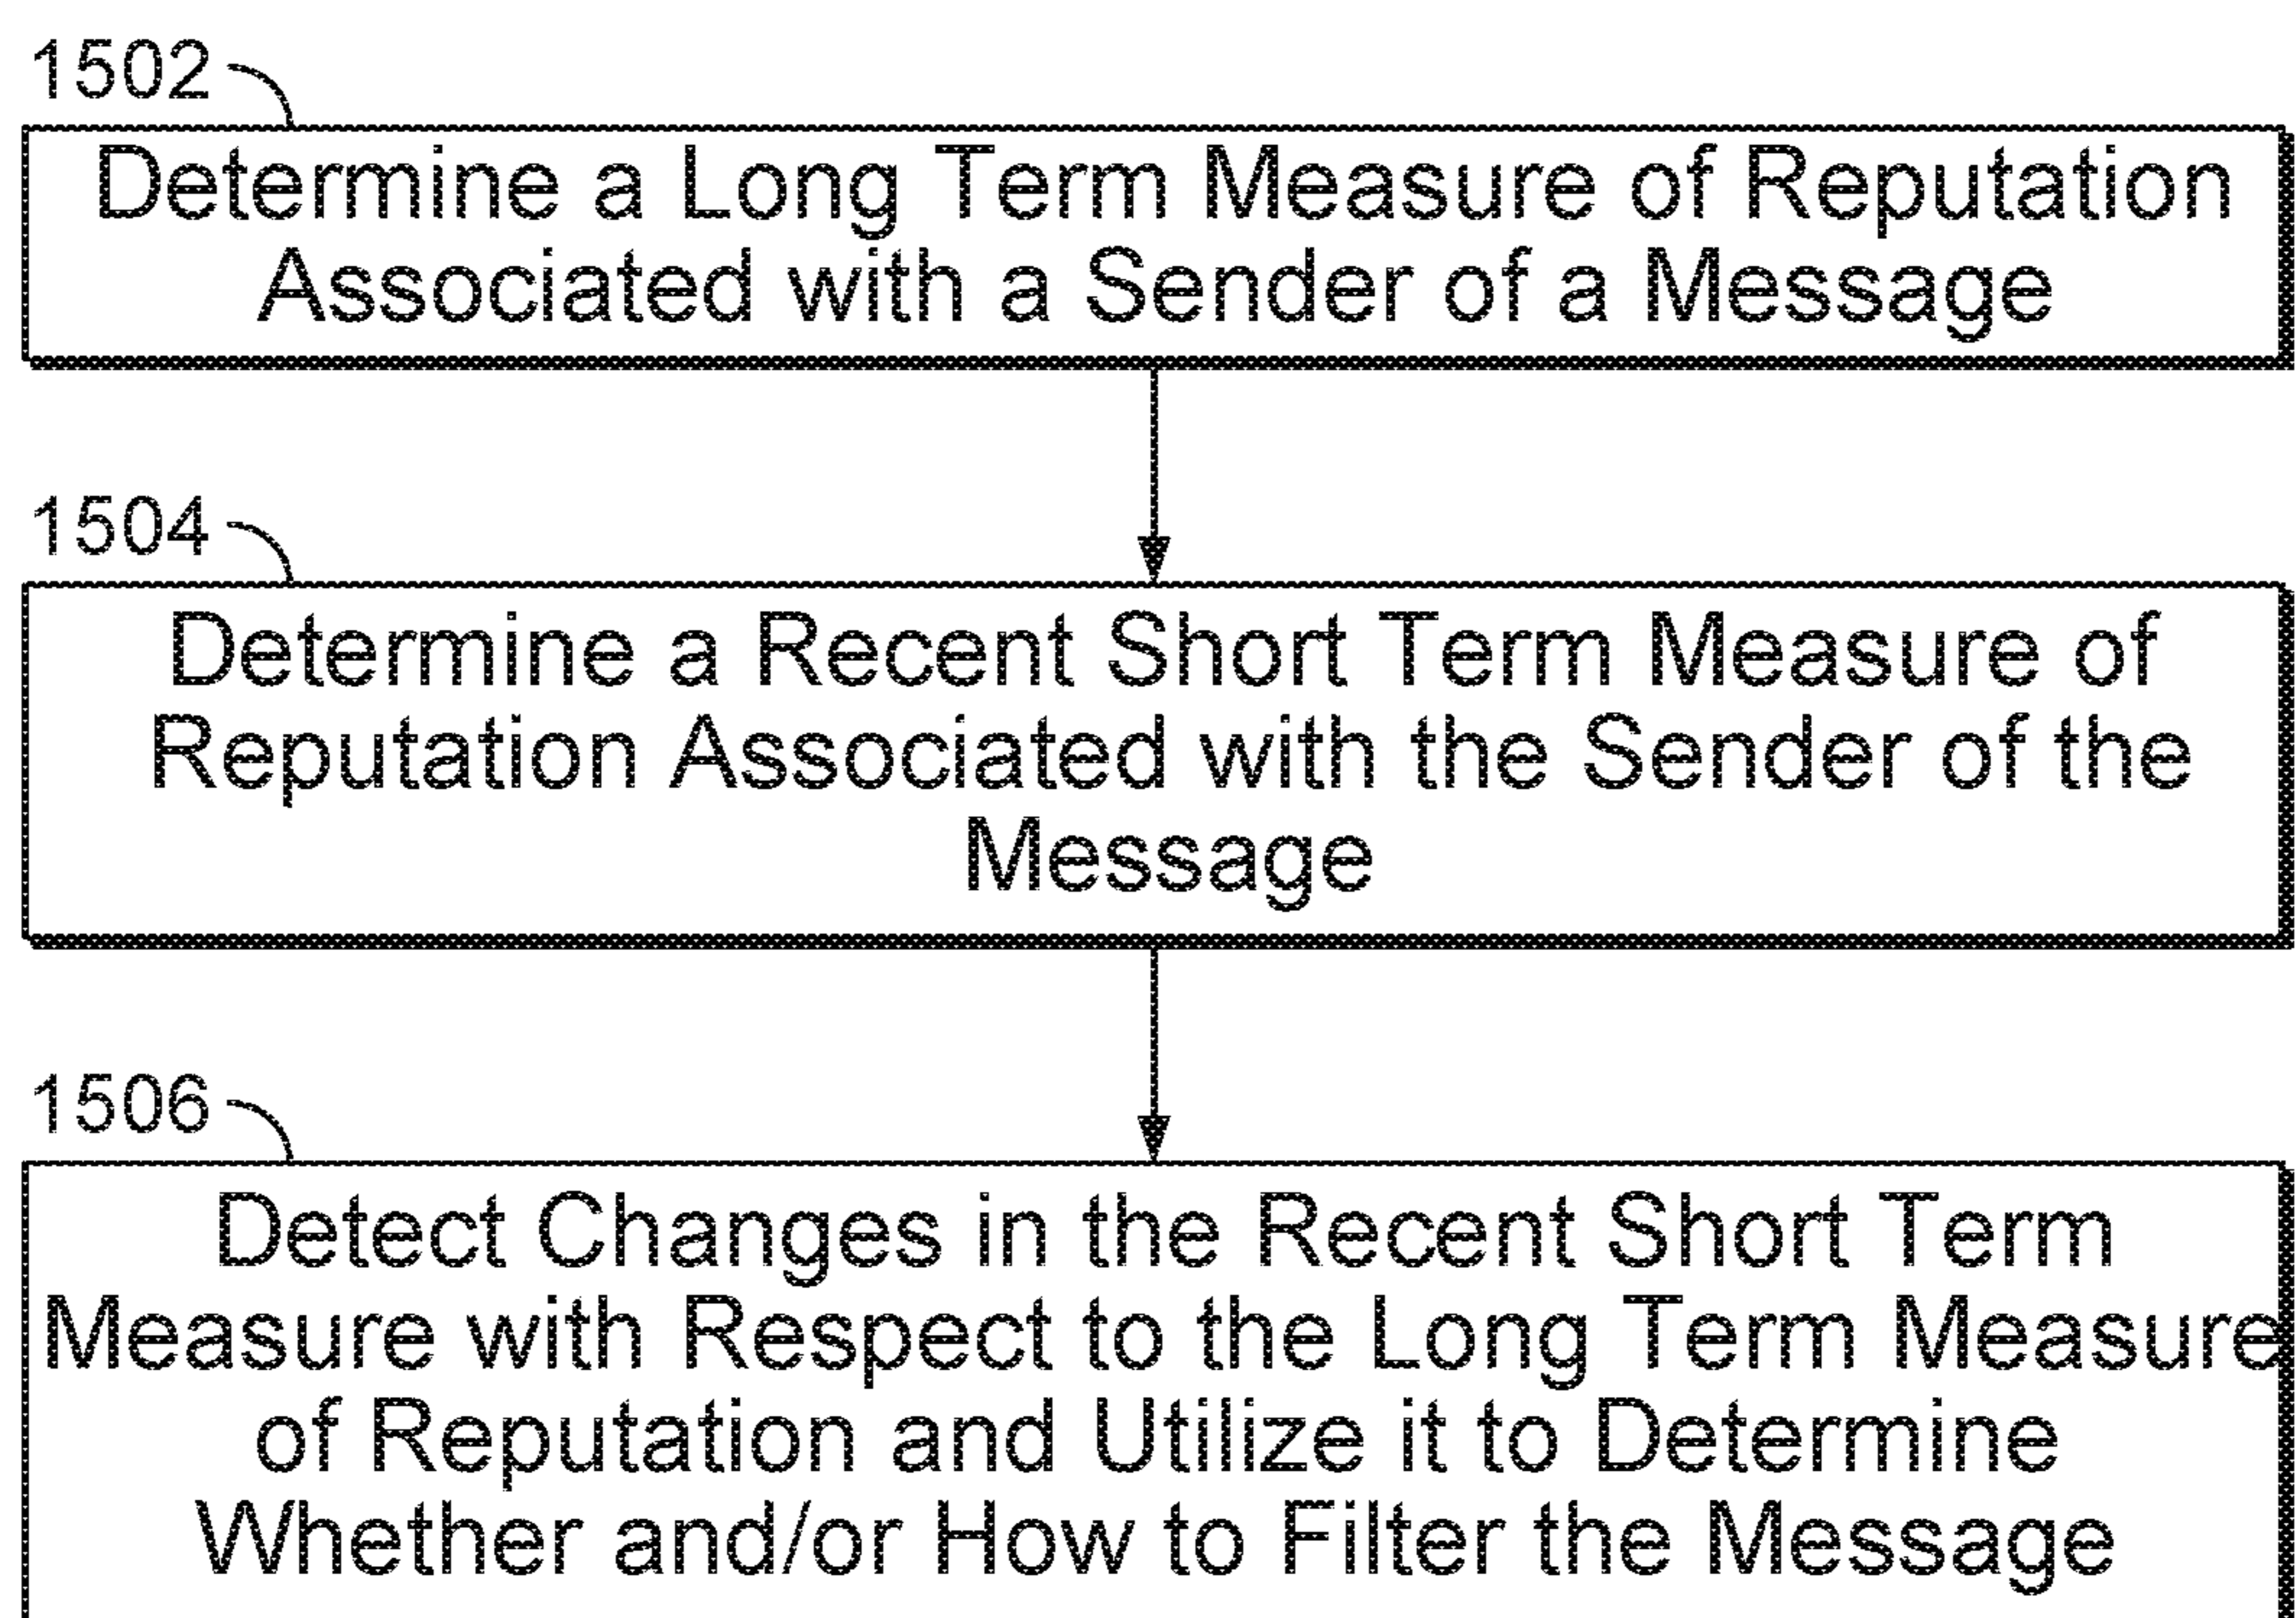 1502
Determine a Long Term Measure of Reputation
Associated with a Sender of a Message
1504
Determine a Recent Short Term Measure of
Reputation Associated with the Sender of the
Message
1506
Detect Changes in the Recent Short Term
Measure with Respect to the Long Term Measure
of Reputation and Utilize it to Determine
Whether and/or How to Filter the Message